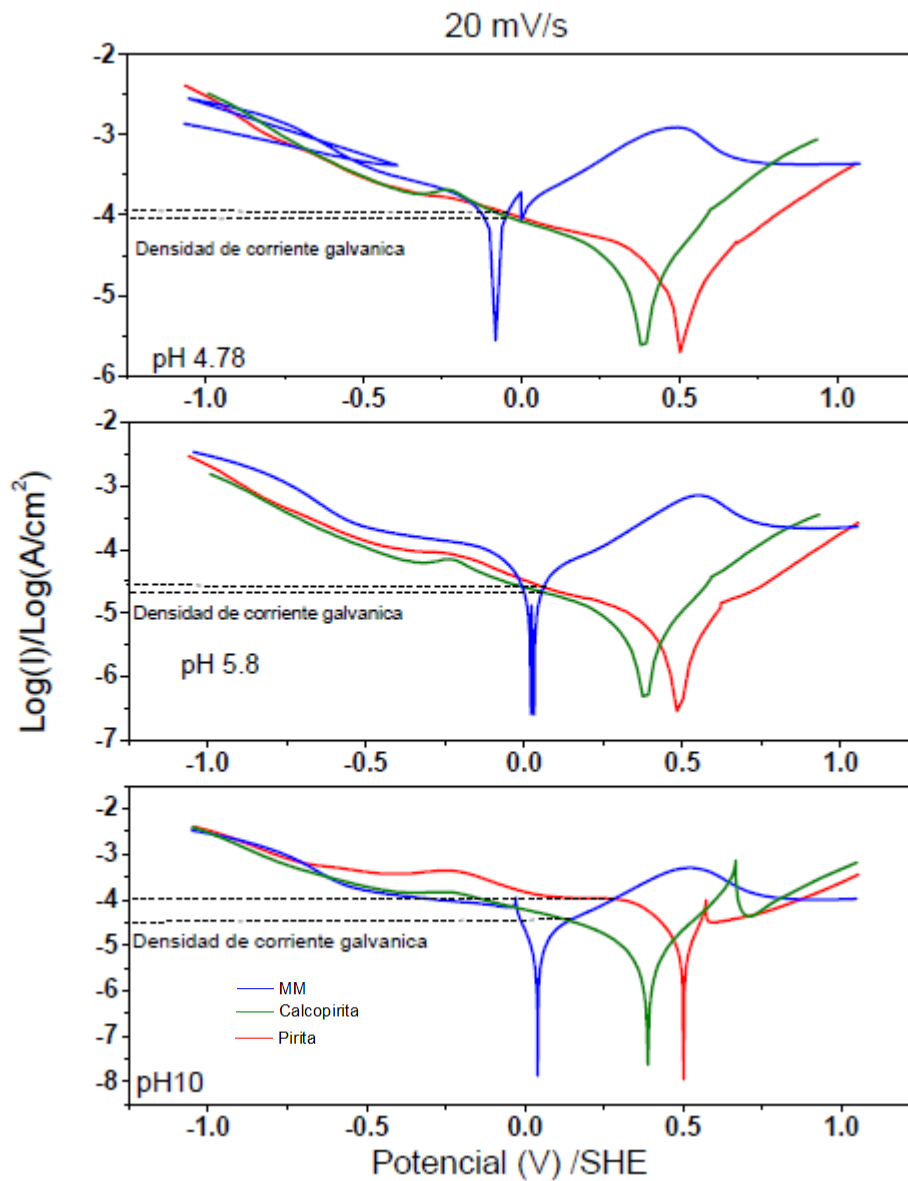 20 mV/s
-2
-3
-4
-5
-6
Densidad de corriente galvanica
pH 4.78
-1.0 -0.5 0.0 0.5 1.0
-2
-3
-4
-5
-6
-7
Densidad de corriente galvanica
pH 5.8
-1.0 -0.5 0.0 0.5 1.0
Log(I)/Log(A/cm²)
-2
-3
-4
-5
-6
-7
-8
Densidad de corriente galvanica
MM
Calcopirita
Pirita
pH10
-1.0 -0.5 0.0 0.5 1.0
Potencial (V) /SHE